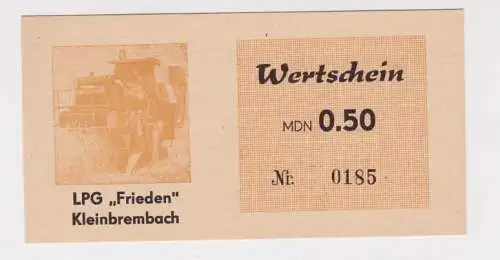 Wertschein
MDN 0.50
Nr. 0185
LPG „Frieden"
Kleinbrembach